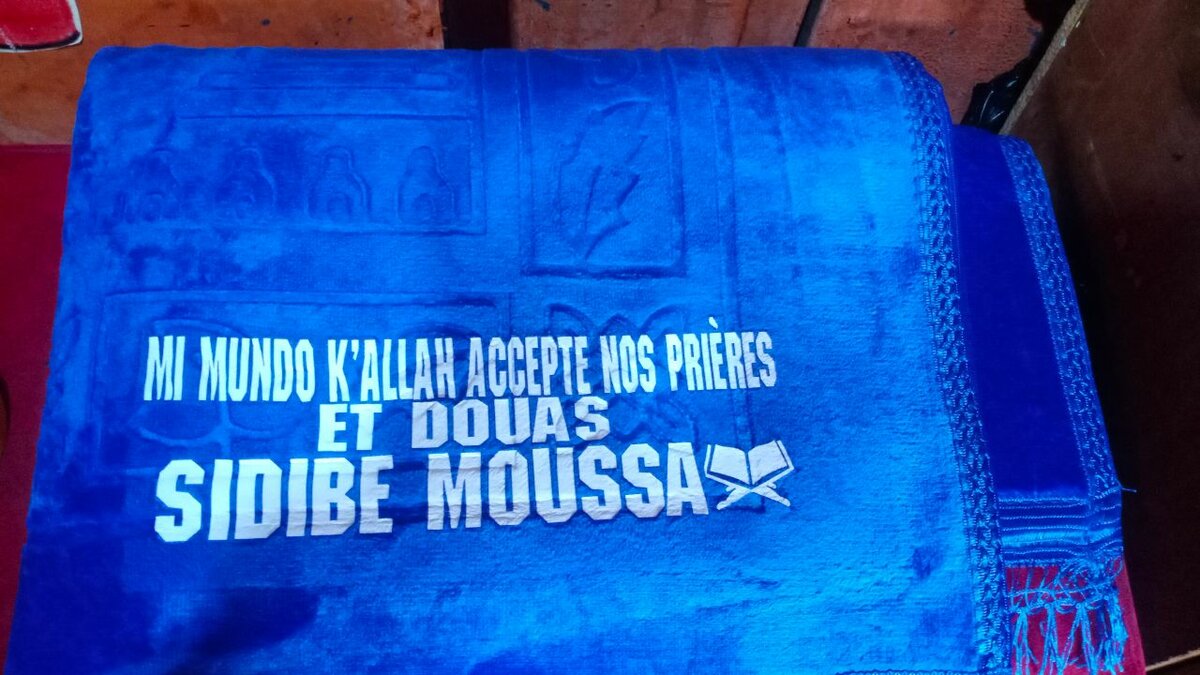 MI MUNDO K'ALLAH ACCEPTE NOS PRIÈRES
ET DOUAS
SIDIBE MOUSSA